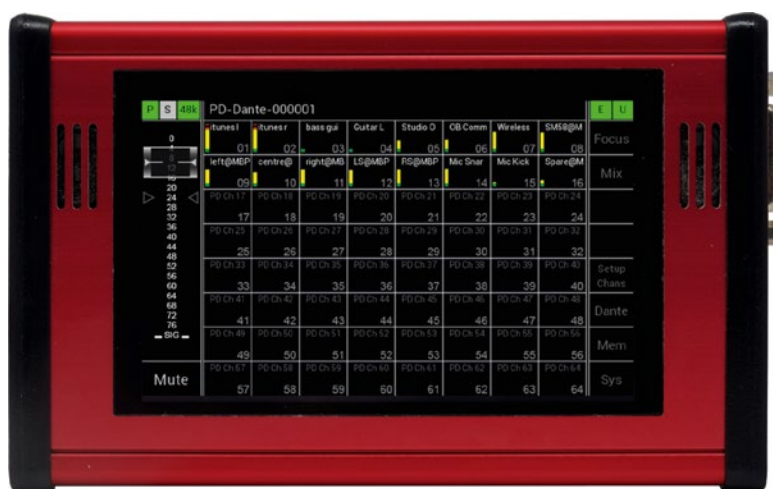 P S 48k PD-Dante-000001 E U
itunes l itunes r bass gui Guitar L Studio O OB Comm Wireless SM58@M
01 02 03 04 05 06 07 08
Focus
left@MBP centre@ right@MB LS@MBP RS@MBP Mic Snar Mic Kick Spare@M
09 10 11 12 13 14 15 16
Mix
PD Ch 17 PD Ch 18 PD Ch 19 PD Ch 20 PD Ch 21 PD Ch 22 PD Ch 23 PD Ch 24
17 18 19 20 21 22 23 24
PD Ch 25 PD Ch 26 PD Ch 27 PD Ch 28 PD Ch 29 PD Ch 30 PD Ch 31 PD Ch 32
25 26 27 28 29 30 31 32
PD Ch 33 PD Ch 34 PD Ch 35 PD Ch 36 PD Ch 37 PD Ch 38 PD Ch 39 PD Ch 40
33 34 35 36 37 38 39 40
Setup
Chans
PD Ch 41 PD Ch 42 PD Ch 43 PD Ch 44 PD Ch 45 PD Ch 46 PD Ch 47 PD Ch 48
41 42 43 44 45 46 47 48
Dante
PD Ch 49 PD Ch 50 PD Ch 51 PD Ch 52 PD Ch 53 PD Ch 54 PD Ch 55 PD Ch 56
49 50 51 52 53 54 55 56
Mem
PD Ch 57 PD Ch 58 PD Ch 59 PD Ch 60 PD Ch 61 PD Ch 62 PD Ch 63 PD Ch 64
57 58 59 60 61 62 63 64
Sys
0
8
12
16
20
24
28
32
36
40
44
48
52
56
60
64
68
72
76
SIG
Mute